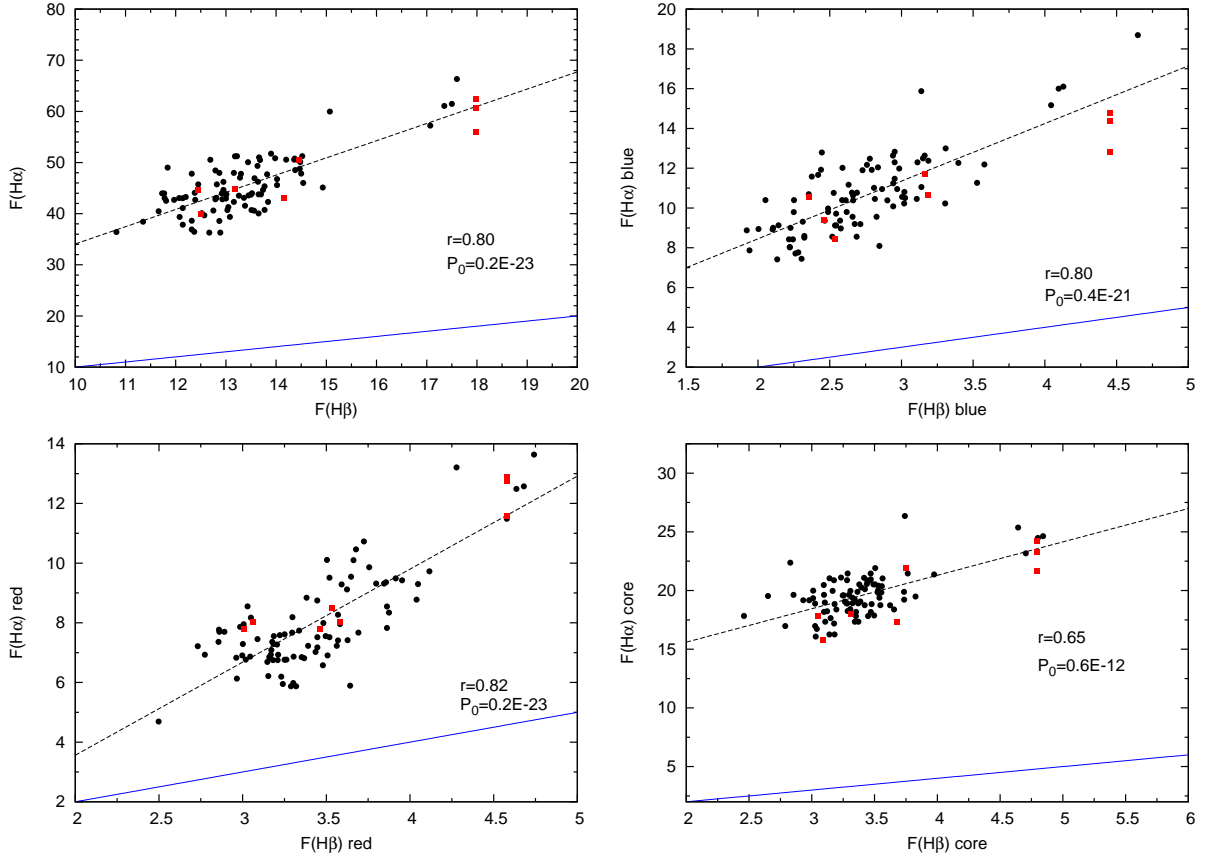 80
70
60
50
40
30
20
10
F(Hα)
r=0.80
P0=0.2E-23
10 11 12 13 14 15 16 17 18 19 20
F(Hβ)
20
18
16
14
12
10
8
6
4
2
F(Hα) blue
r=0.80
P0=0.4E-21
1.5 2 2.5 3 3.5 4 4.5 5
F(Hβ) blue
14
12
10
8
6
4
2
F(Hα) red
r=0.82
P0=0.2E-23
2 2.5 3 3.5 4 4.5 5
F(Hβ) red
30
25
20
15
10
5
F(Hα) core
r=0.65
P0=0.6E-12
2 2.5 3 3.5 4 4.5 5 5.5 6
F(Hβ) core